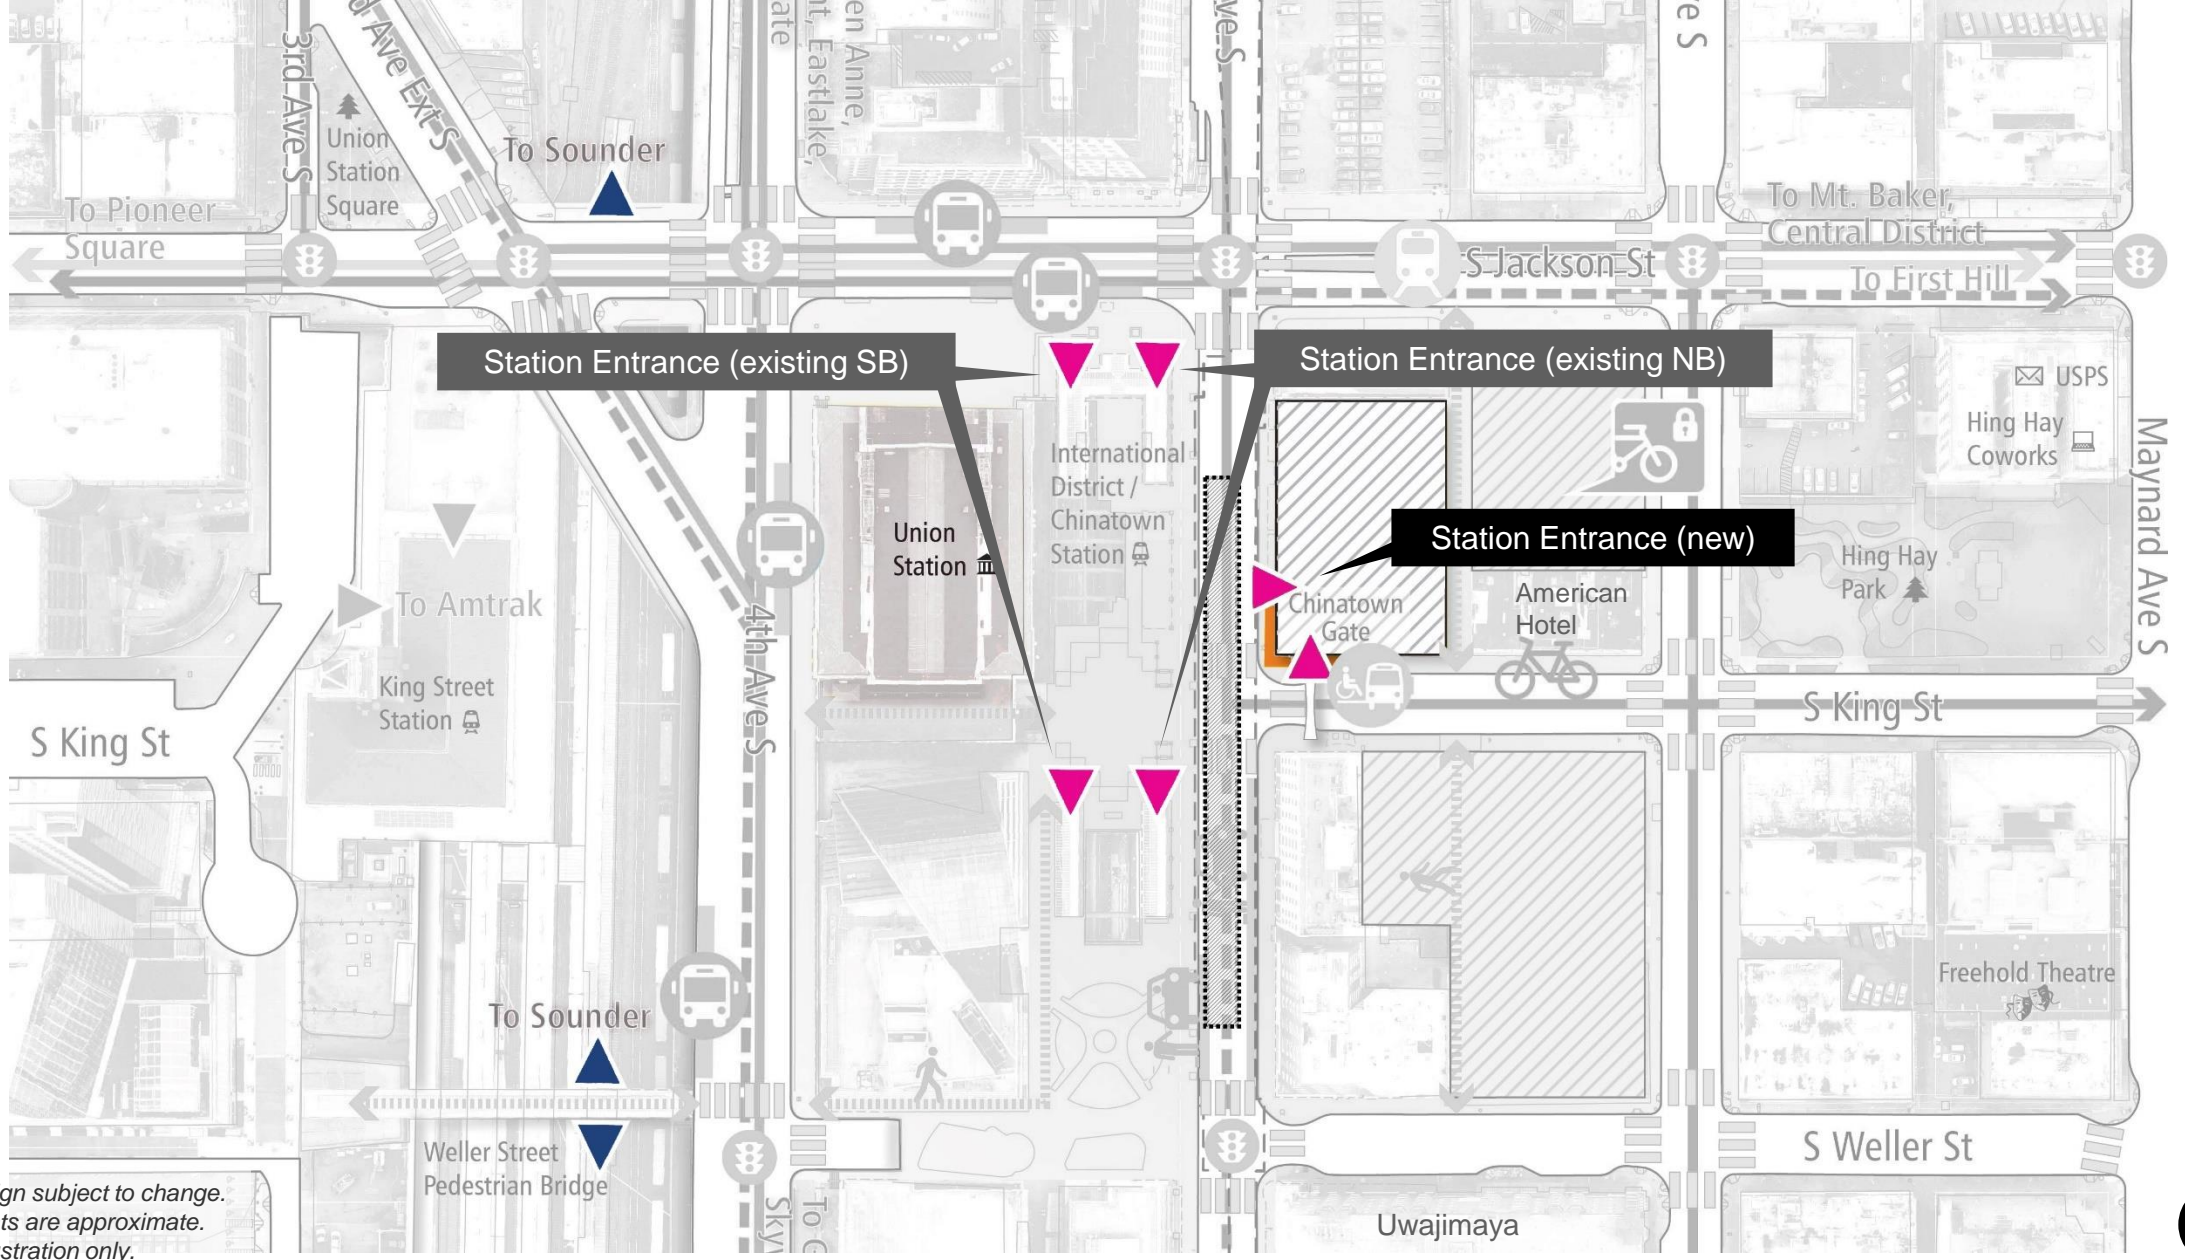 3rd Ave S
Ave Ext S
Union
Station
Square
To Sounder
en Anne,
Eastlake,
Ave S
To Pioneer
Square
To Mt. Baker,
Central District
S Jackson St
To First Hill
Station Entrance (existing SB)
Station Entrance (existing NB)
USPS
Hing Hay
Coworks
Maynard Ave S
International
District /
Chinatown
Station
Union
Station
Station Entrance (new)
Hing Hay
Park
Chinatown
Gate
American
Hotel
To Amtrak
4th Ave S
King Street
Station
S King St
S King St
Freehold Theatre
To Sounder
Weller Street
Pedestrian Bridge
S Weller St
Uwajimaya
gn subject to change.
ts are approximate.
stration only.